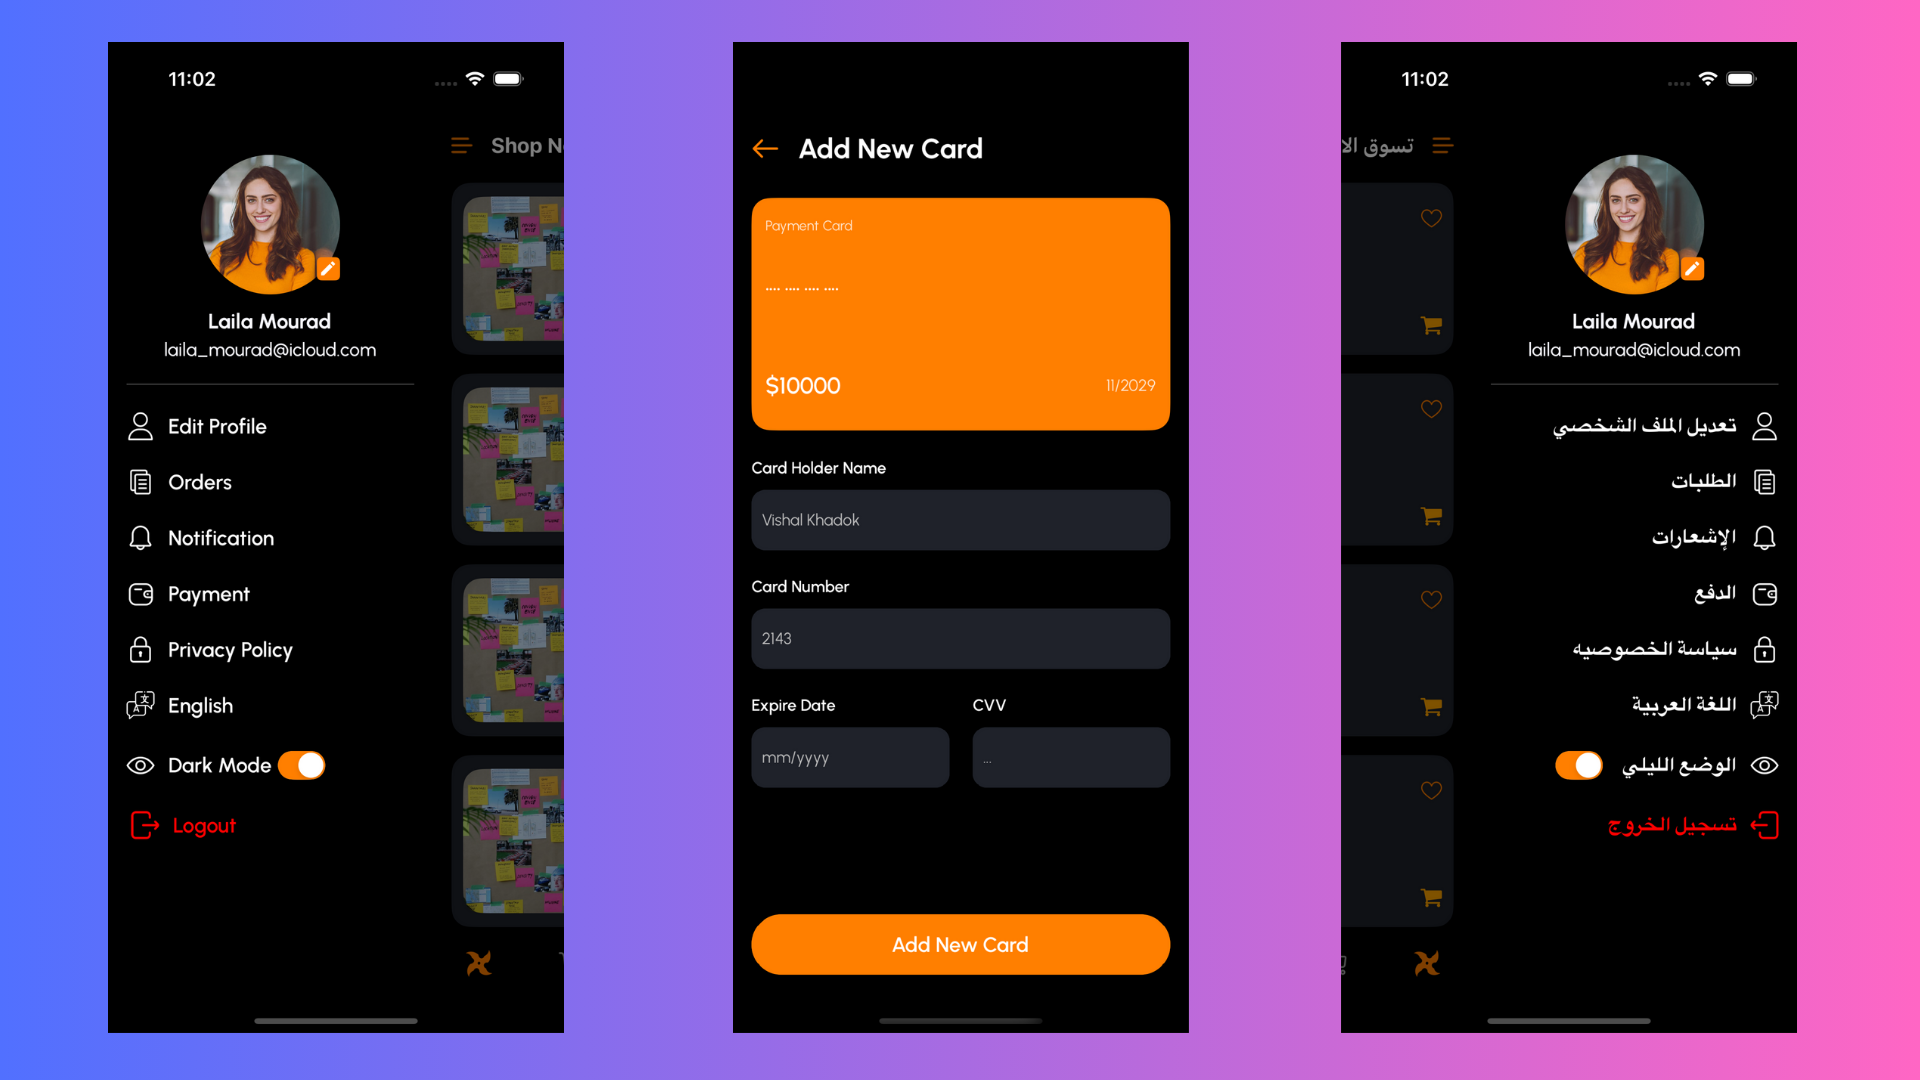 11:02
Shop N
Laila Mourad
laila_mourad@icloud.com
Edit Profile
Orders
Notification
Payment
Privacy Policy
English
Dark Mode
Logout
Add New Card
Payment Card
.... .... .... ....
$10000
11/2029
Card Holder Name
Vishal Khadok
Card Number
2143
Expire Date
CVV
mm/yyyy
...
Add New Card
11:02
تسوق الا
Laila Mourad
laila_mourad@icloud.com
تعديل الملف الشخصي
الطلبات
الإشعارات
الدفع
سياسة الخصوصيه
اللغة العربية
الوضع الليلي
تسجيل الخروج